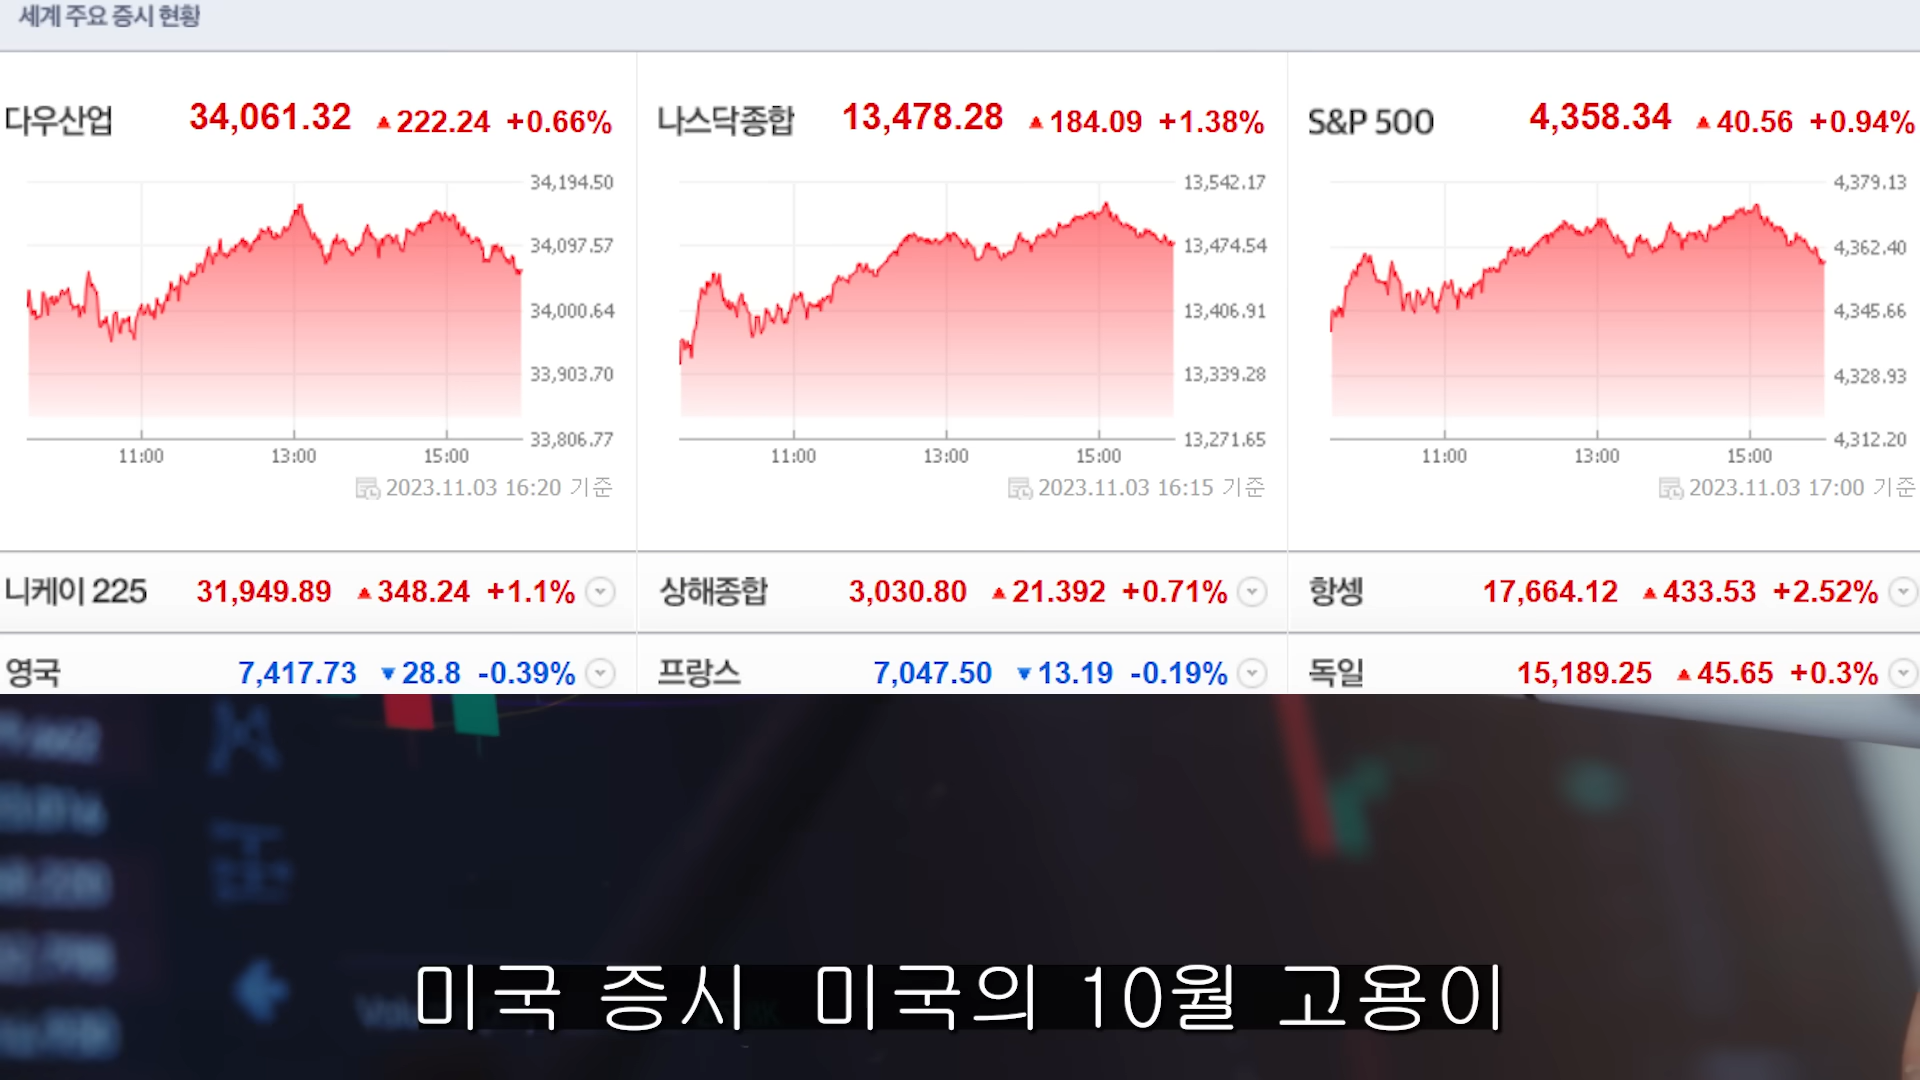 세계 주요 증시 현황
다우산업 34,061.32 ▲222.24 +0.66%
34,194.50
34,097.57
34,000.64
33,903.70
33,806.77
11:00 13:00 15:00
2023.11.03 16:20 기준
나스닥종합 13,478.28 ▲184.09 +1.38%
13,542.17
13,474.54
13,406.91
13,339.28
13,271.65
11:00 13:00 15:00
2023.11.03 16:15 기준
S&P 500 4,358.34 ▲40.56 +0.94%
4,379.13
4,362.40
4,345.66
4,328.93
4,312.20
11:00 13:00 15:00
2023.11.03 17:00 기준
니케이 225 31,949.89 ▲348.24 +1.1%
상해종합 3,030.80 ▲21.392 +0.71%
항셍 17,664.12 ▲433.53 +2.52%
영국 7,417.73 ▼28.8 -0.39%
프랑스 7,047.50 ▼13.19 -0.19%
독일 15,189.25 ▲45.65 +0.3%
미국 증시 미국의 10월 고용이